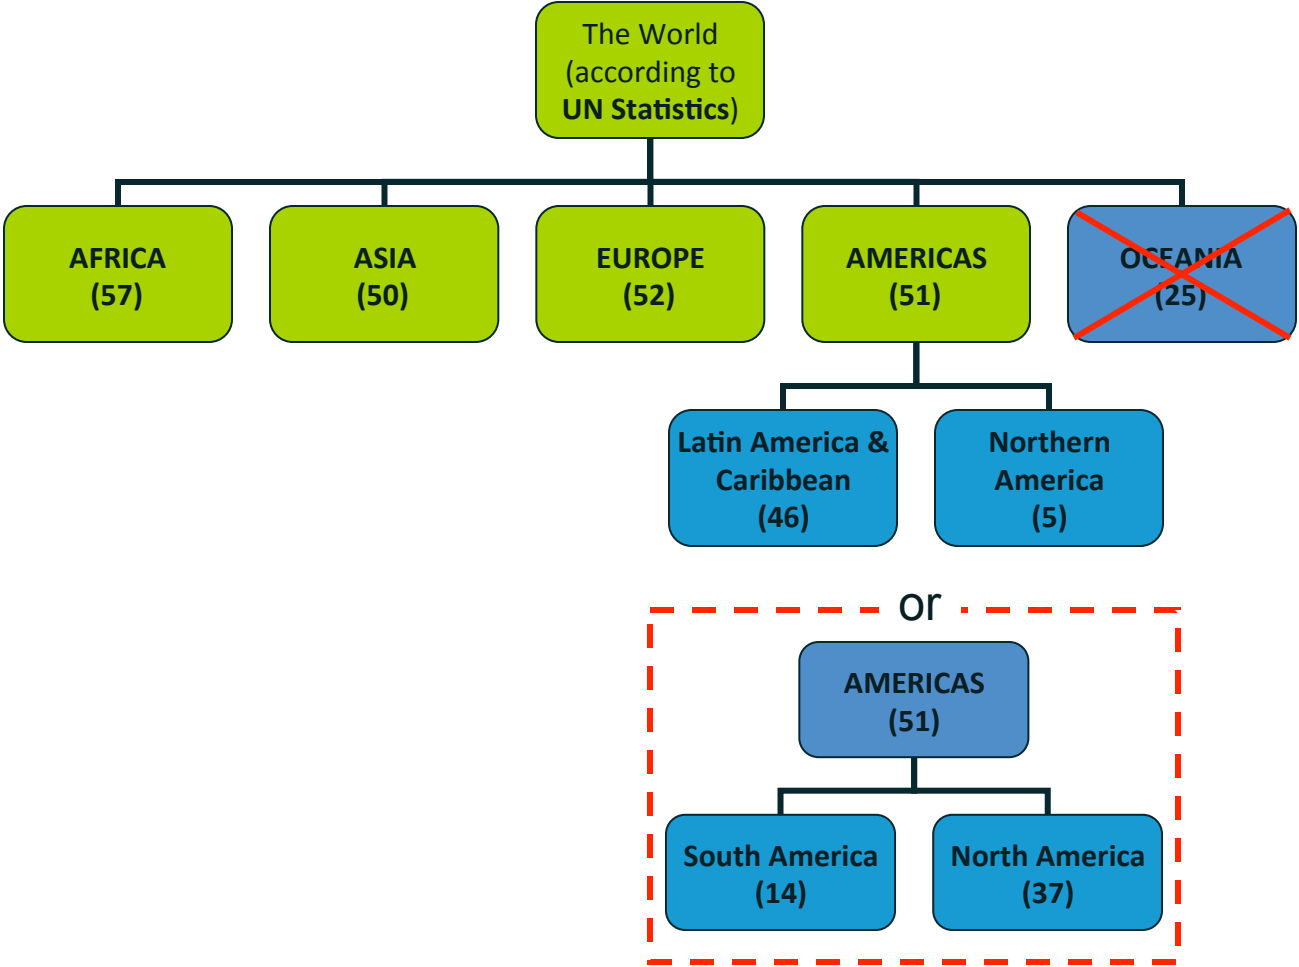 The World
(according to
UN Statistics)
AFRICA
(57)
ASIA
(50)
EUROPE
(52)
AMERICAS
(51)
OCEANIA
(25)
Latin America &
Caribbean
(46)
Northern
America
(5)
or
AMERICAS
(51)
South America
(14)
North America
(37)